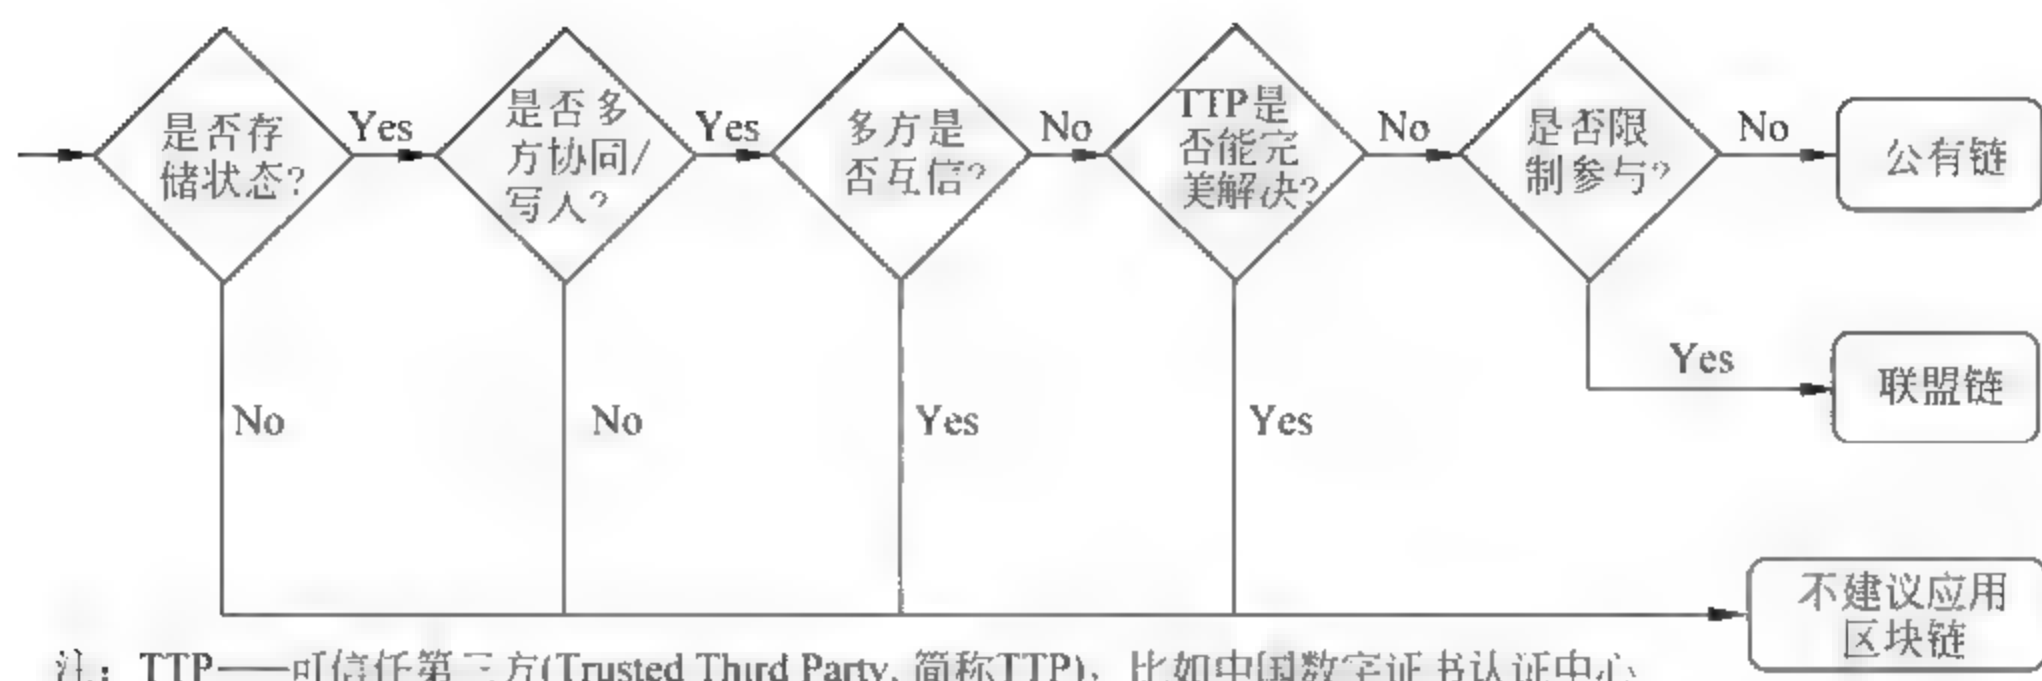 是否存
储状态?
Yes
是否多
方协同/
写人?
Yes
多方是
否互信?
No
TTP是
否能完
美解决?
No
是否限
制参与?
No
公有链
Yes
联盟链
No
No
Yes
Yes
不建议应用
区块链
注：TTP——可信任第三方(Trusted Third Party, 简称TTP)，比如中国数字证书认证中心